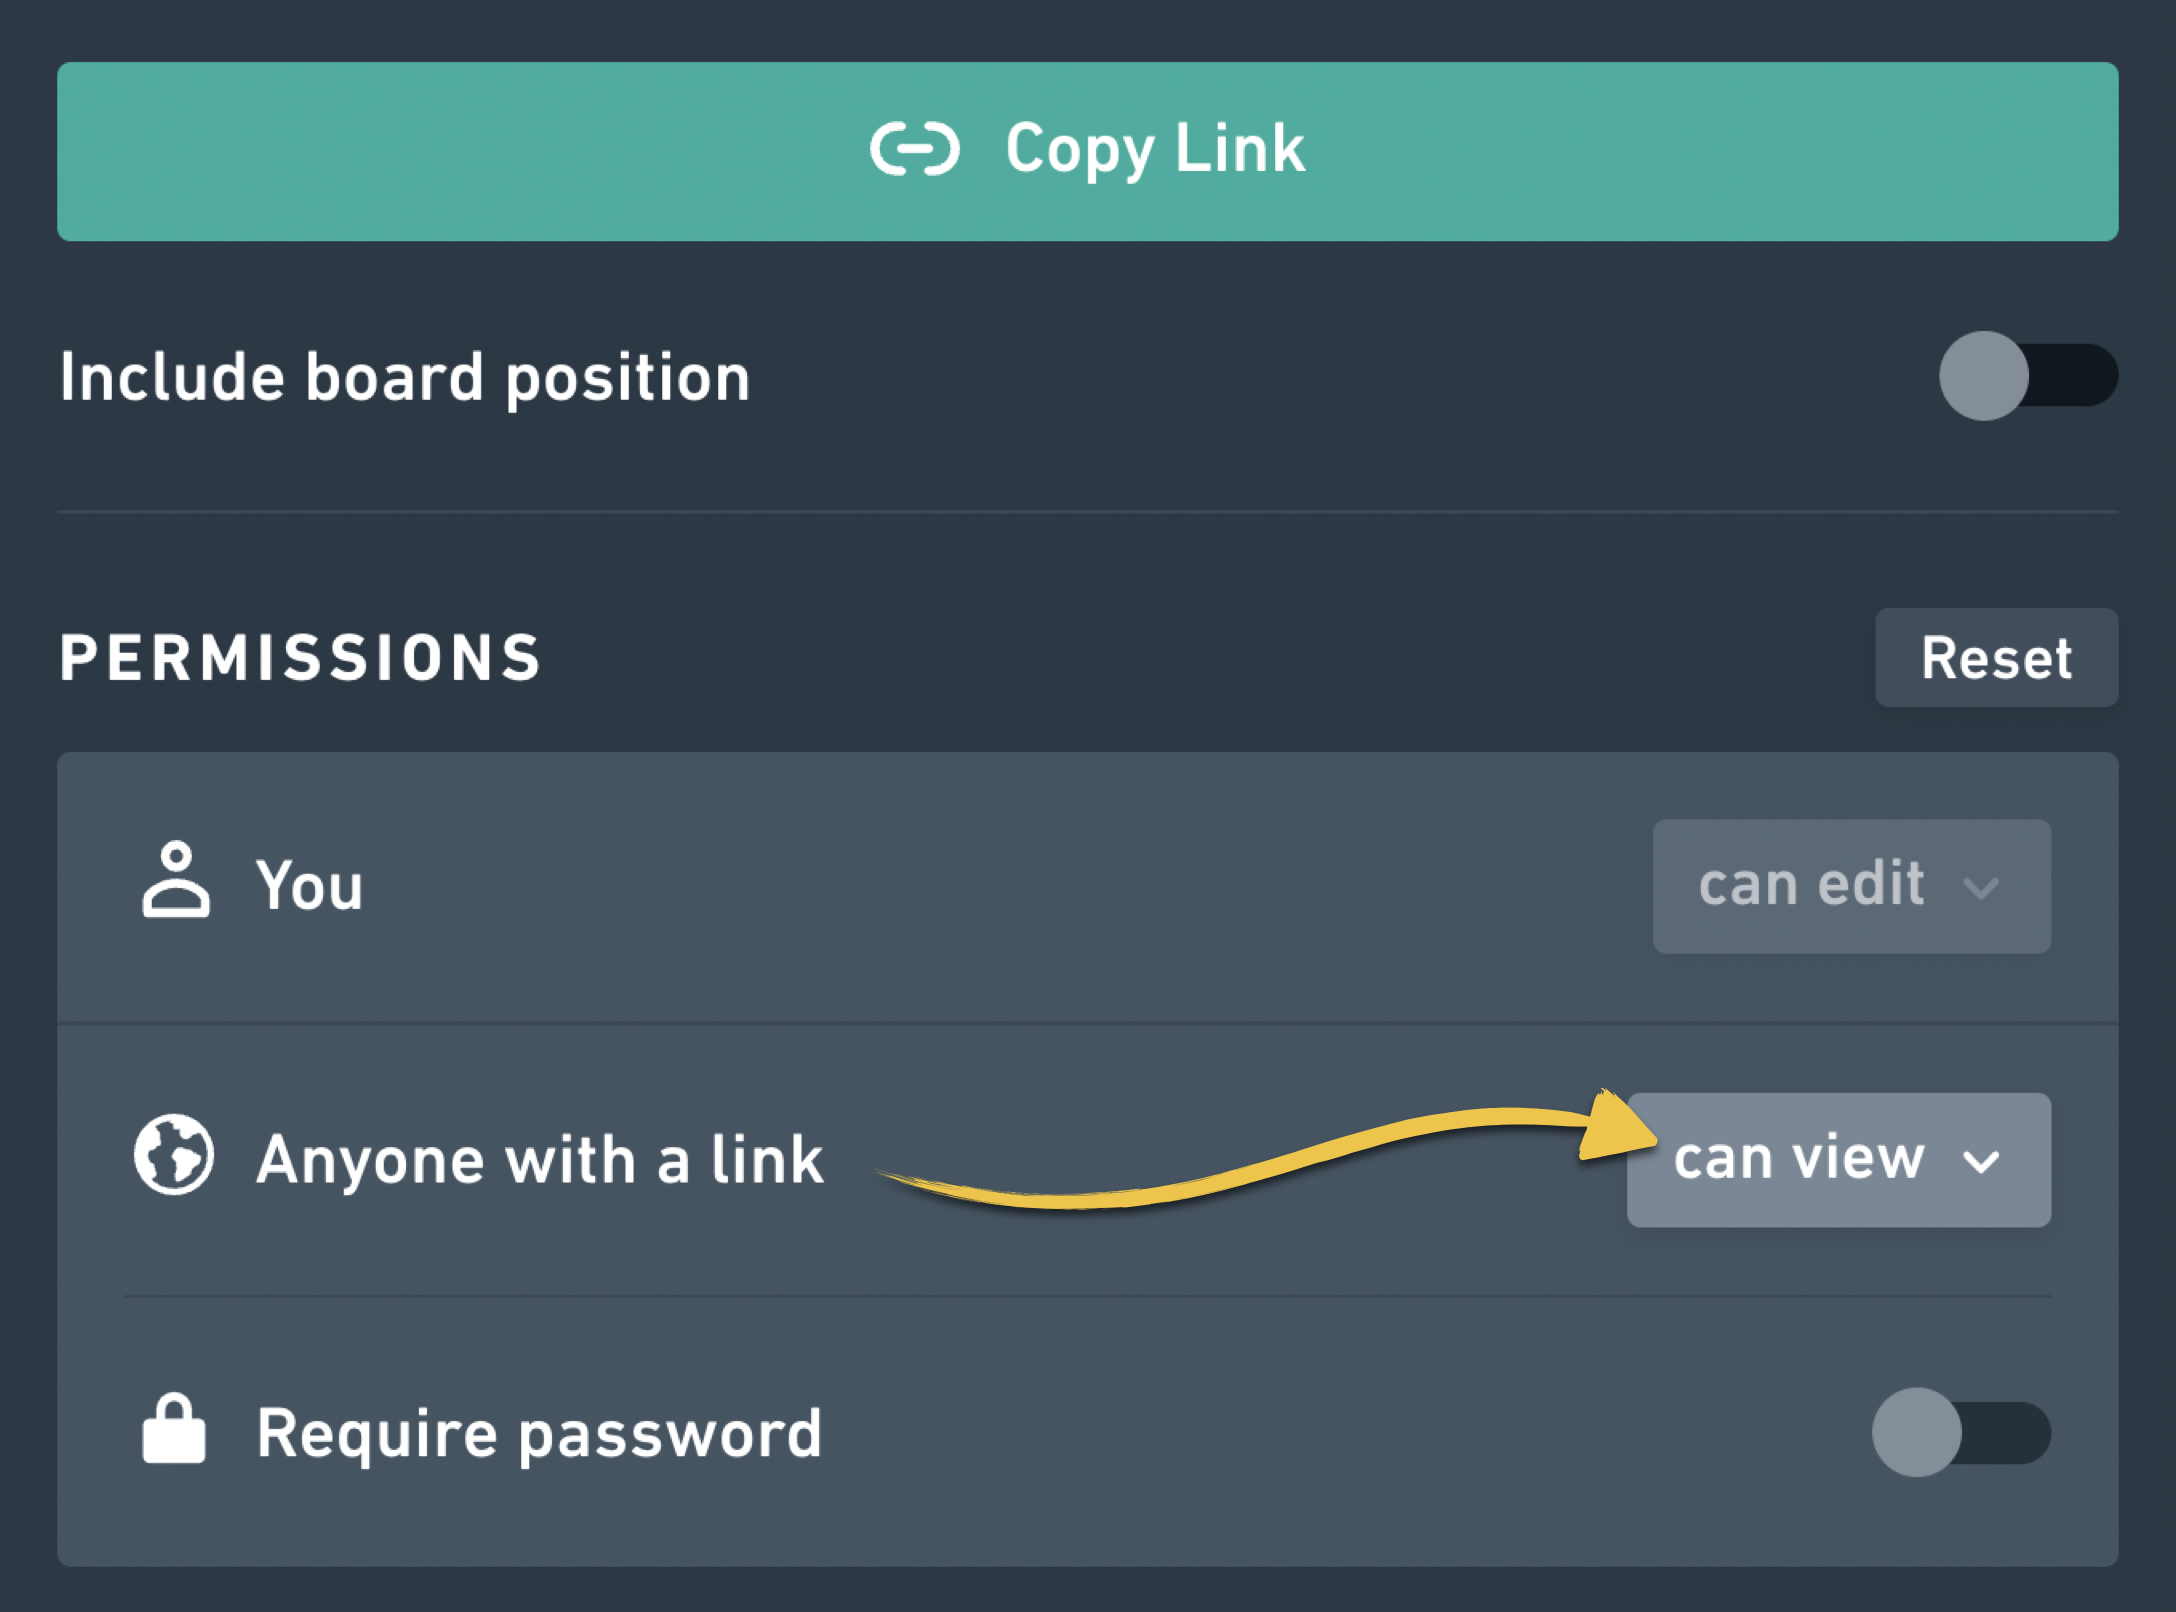 Copy Link
Include board position
PERMISSIONS
Reset
You
can edit
Anyone with a link
can view
Require password